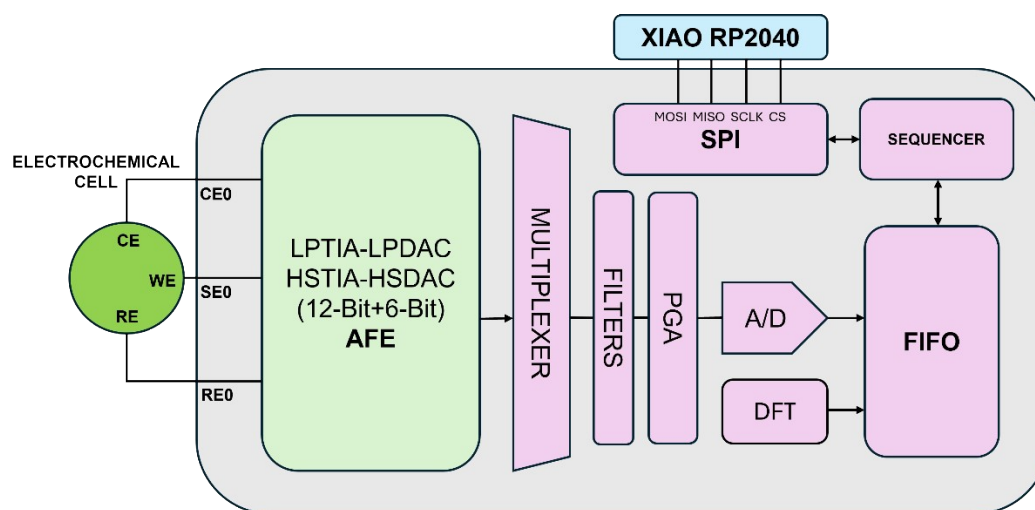 XIAO RP2040
MOSI MISO SCLK CS
SPI
SEQUENCER
ELECTROCHEMICAL
CELL
CE0
CE
WE
SE0
RE
RE0
LPTIA-LPDAC
HSTIA-HSDAC
(12-Bit+6-Bit)
AFE
MULTIPLEXER
FILTERS
PGA
A/D
DFT
FIFO